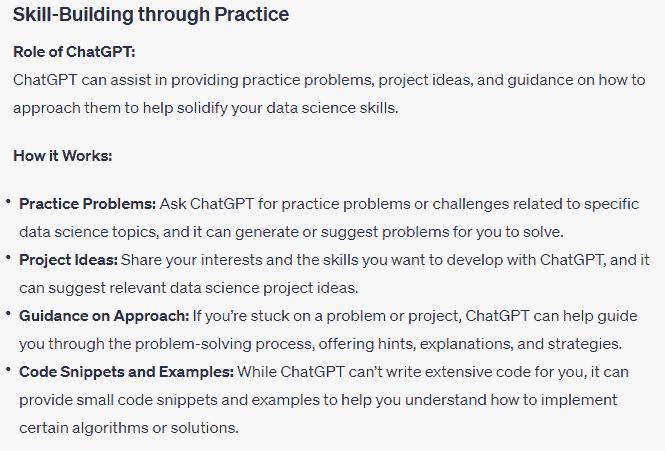 Skill-Building through Practice
Role of ChatGPT:
ChatGPT can assist in providing practice problems, project ideas, and guidance on how to
approach them to help solidify your data science skills.
How it Works:
• Practice Problems: Ask ChatGPT for practice problems or challenges related to specific
data science topics, and it can generate or suggest problems for you to solve.
• Project Ideas: Share your interests and the skills you want to develop with ChatGPT, and it
can suggest relevant data science project ideas.
• Guidance on Approach: If you’re stuck on a problem or project, ChatGPT can help guide
you through the problem-solving process, offering hints, explanations, and strategies.
• Code Snippets and Examples: While ChatGPT can’t write extensive code for you, it can
provide small code snippets and examples to help you understand how to implement
certain algorithms or solutions.